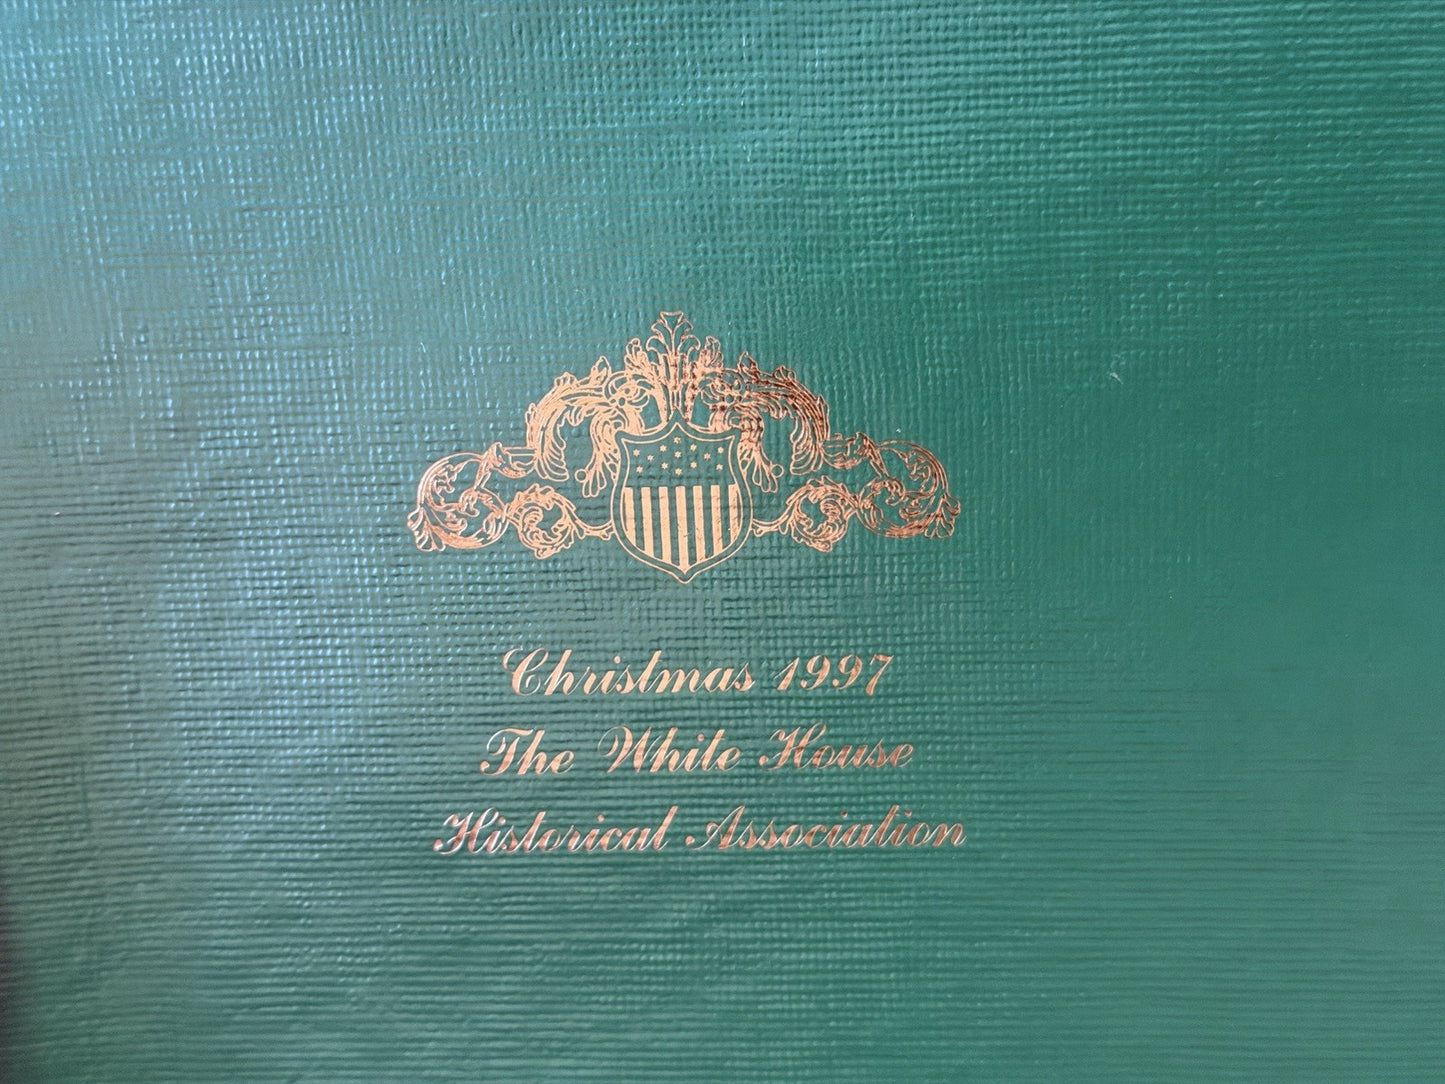 Christmas 1997
The White House
Historical Association